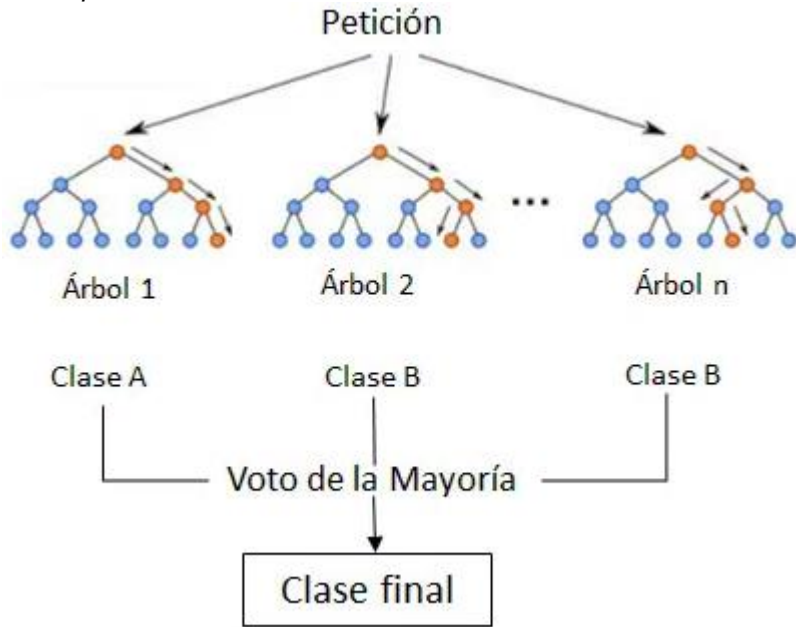 Petición
...
Árbol 1
Árbol 2
Árbol n
Clase A
Clase B
Clase B
Voto de la Mayoría
Clase final